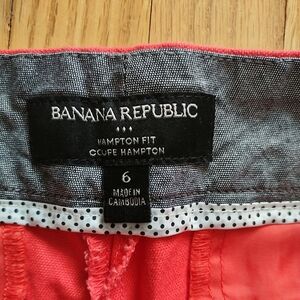 BANANA REPUBLIC
HAMPTON FIT
COUPE HAMPTON
6
MADE IN
CAMBODIA